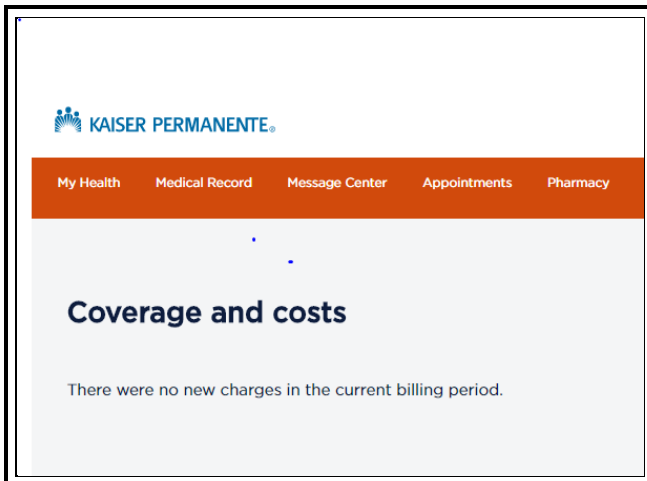 KAISER PERMANENTE®
My Health Medical Record Message Center Appointments Pharmacy
Coverage and costs
There were no new charges in the current billing period.